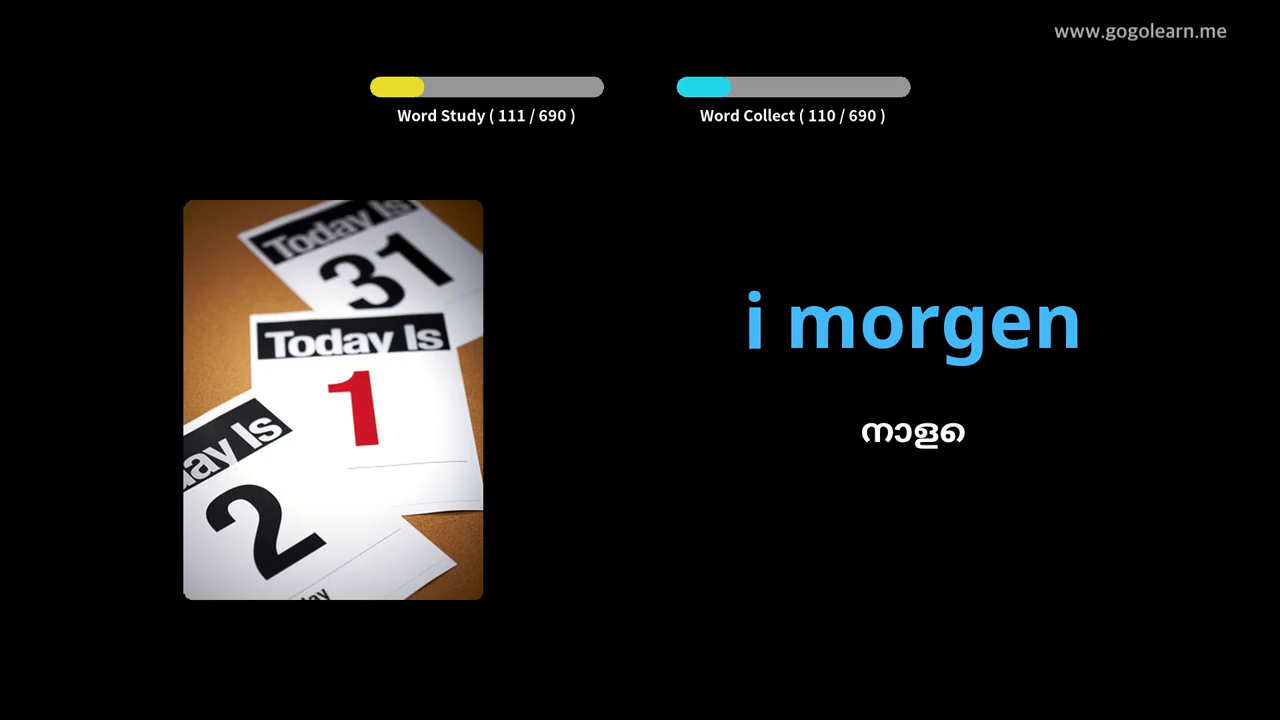 www.gogolearn.me
Word Study ( 111 / 690 )
Word Collect ( 110 / 690 )
Today Is
31
Today Is
1
ay Is
2
i morgen
നാളെ